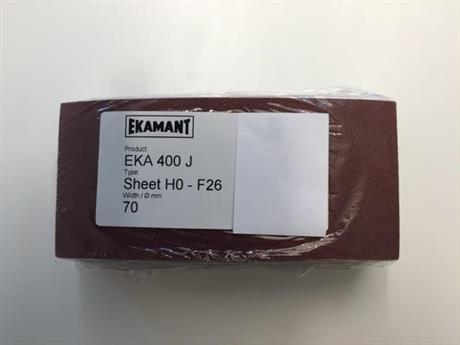 EKAMANT
Product:
EKA 400 J
Type:
Sheet H0 - F26
Width / Ø mm:
70